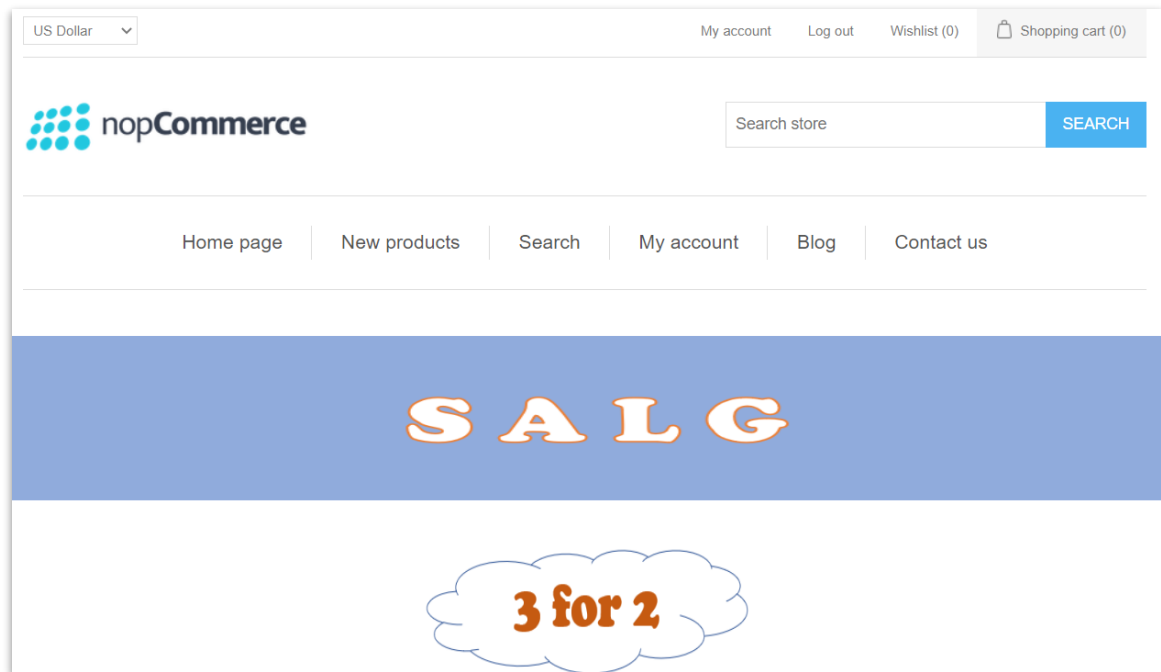 US Dollar My account Log out Wishlist (0) Shopping cart (0)
nopCommerce Search store SEARCH
Home page New products Search My account Blog Contact us
S A L G
3 for 2